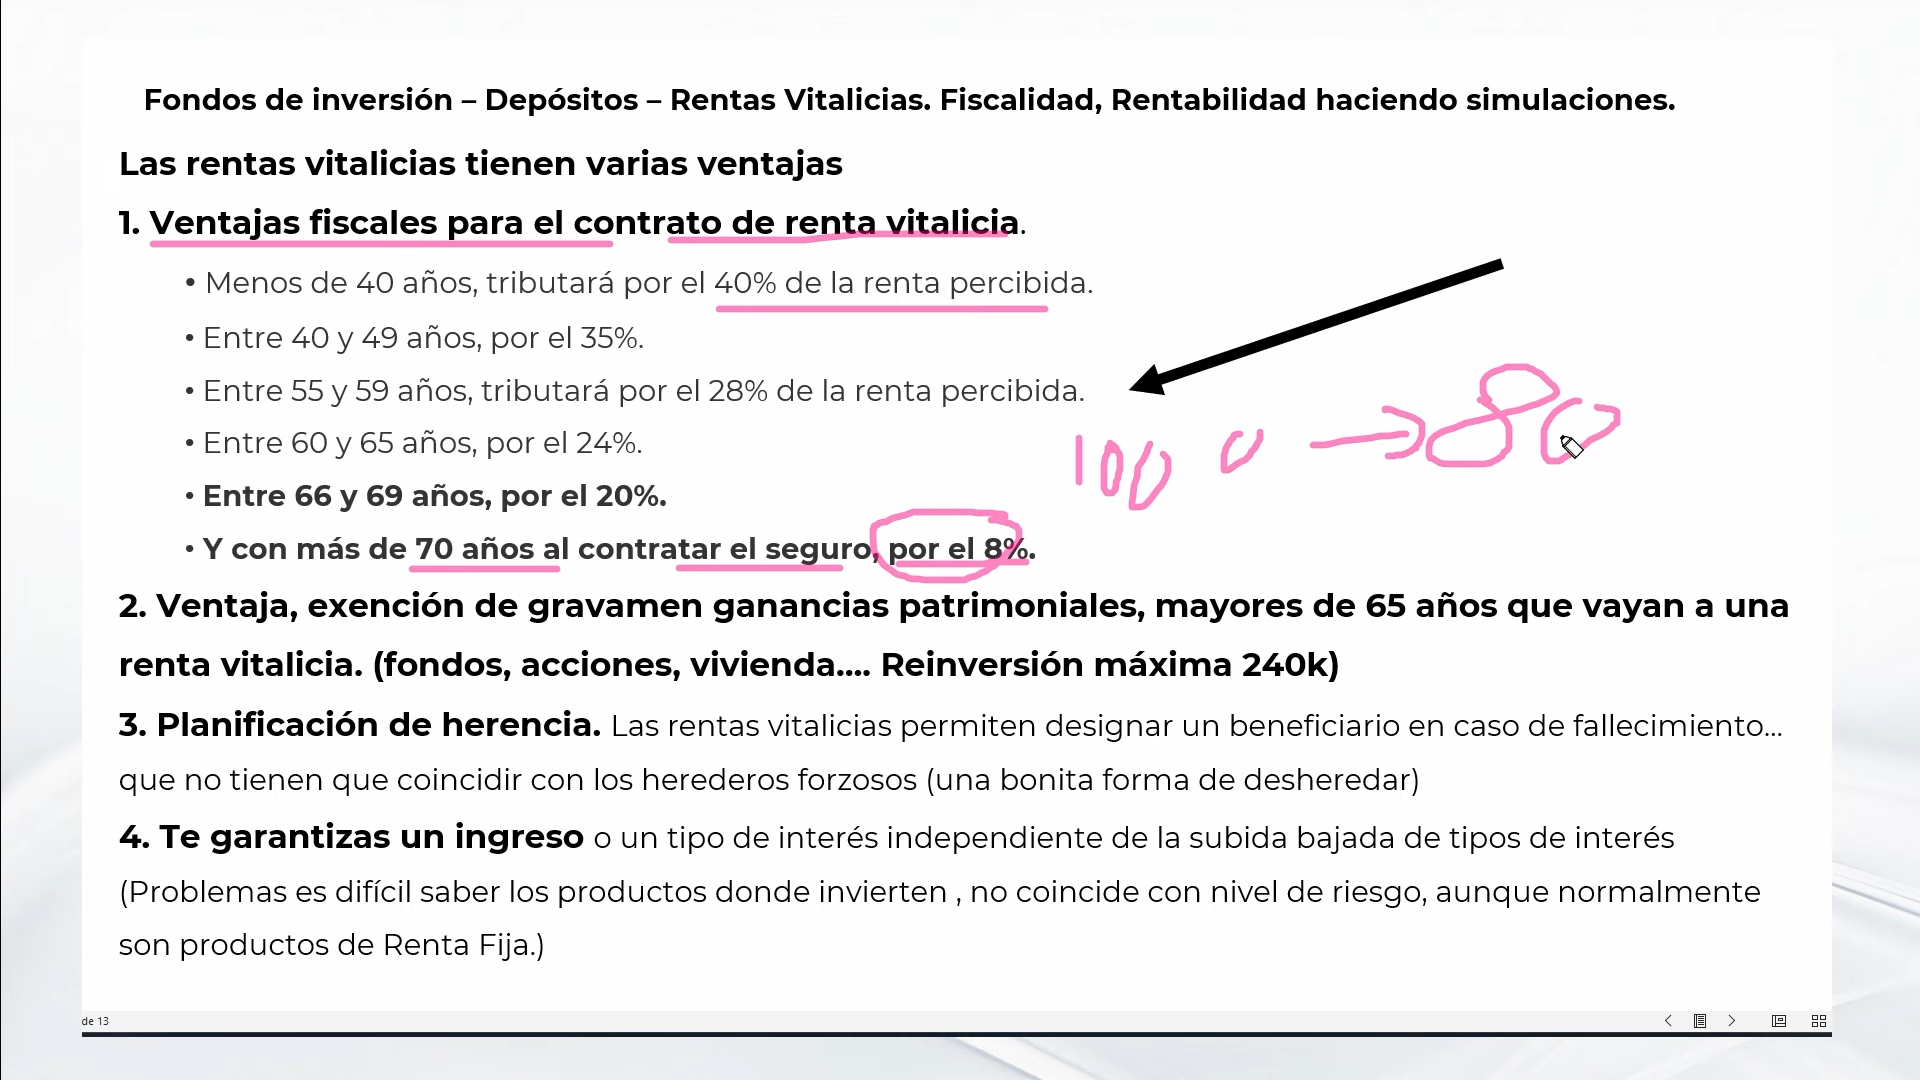 Fondos de inversión – Depósitos – Rentas Vitalicias. Fiscalidad, Rentabilidad haciendo simulaciones.
Las rentas vitalicias tienen varias ventajas
1. Ventajas fiscales para el contrato de renta vitalicia.
• Menos de 40 años, tributará por el 40% de la renta percibida.
• Entre 40 y 49 años, por el 35%.
• Entre 55 y 59 años, tributará por el 28% de la renta percibida.
• Entre 60 y 65 años, por el 24%.
1000 → 80
• Entre 66 y 69 años, por el 20%.
• Y con más de 70 años al contratar el seguro, por el 8%.
2. Ventaja, exención de gravamen ganancias patrimoniales, mayores de 65 años que vayan a una
renta vitalicia. (fondos, acciones, vivienda.... Reinversión máxima 240k)
3. Planificación de herencia. Las rentas vitalicias permiten designar un beneficiario en caso de fallecimiento...
que no tienen que coincidir con los herederos forzosos (una bonita forma de desheredar)
4. Te garantizas un ingreso o un tipo de interés independiente de la subida bajada de tipos de interés
(Problemas es difícil saber los productos donde invierten , no coincide con nivel de riesgo, aunque normalmente
son productos de Renta Fija.)
de 13